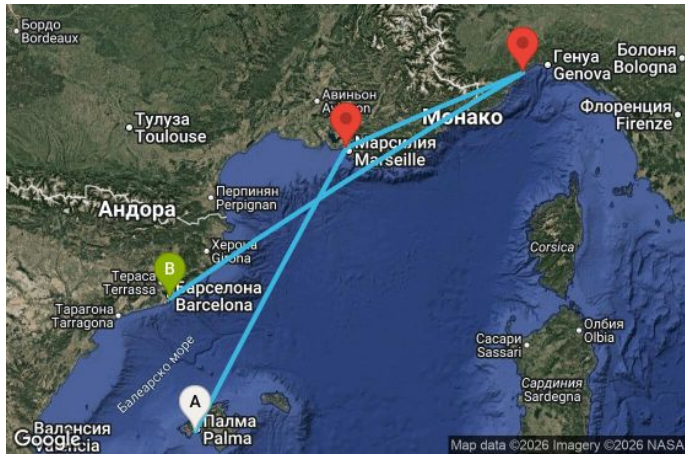 Бордо
Bordeaux
Генуа
Genova
Болоня
Bologna
Авиньон
Тулуза
Toulouse
Монако
Флоренция
Firenze
Марсилия
Marseille
Перпинян
Perpignan
Андора
Херона
Girona
Corsica
B
Тераса
Terrassa
Барселона
Barcelona
Тарагона
Tarragona
Олбия
Olbia
Сасари
Sassari
Балеарско море
A
Сардиния
Sardegna
Палма
Palma
Валенсия
Valencia
Google
Map data ©2026 Imagery ©2026 NASA